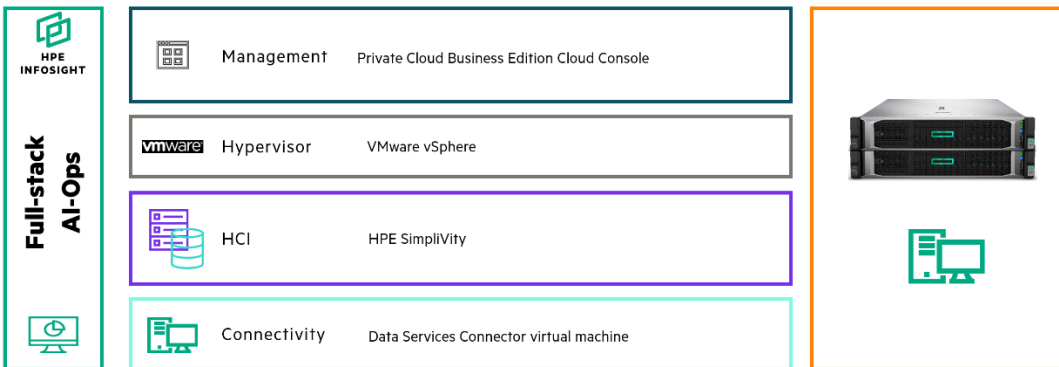 HPE
INFOSIGHT
Full-stack
AI-Ops
Management Private Cloud Business Edition Cloud Console
vmware Hypervisor VMware vSphere
HCI HPE SimpliVity
Connectivity Data Services Connector virtual machine